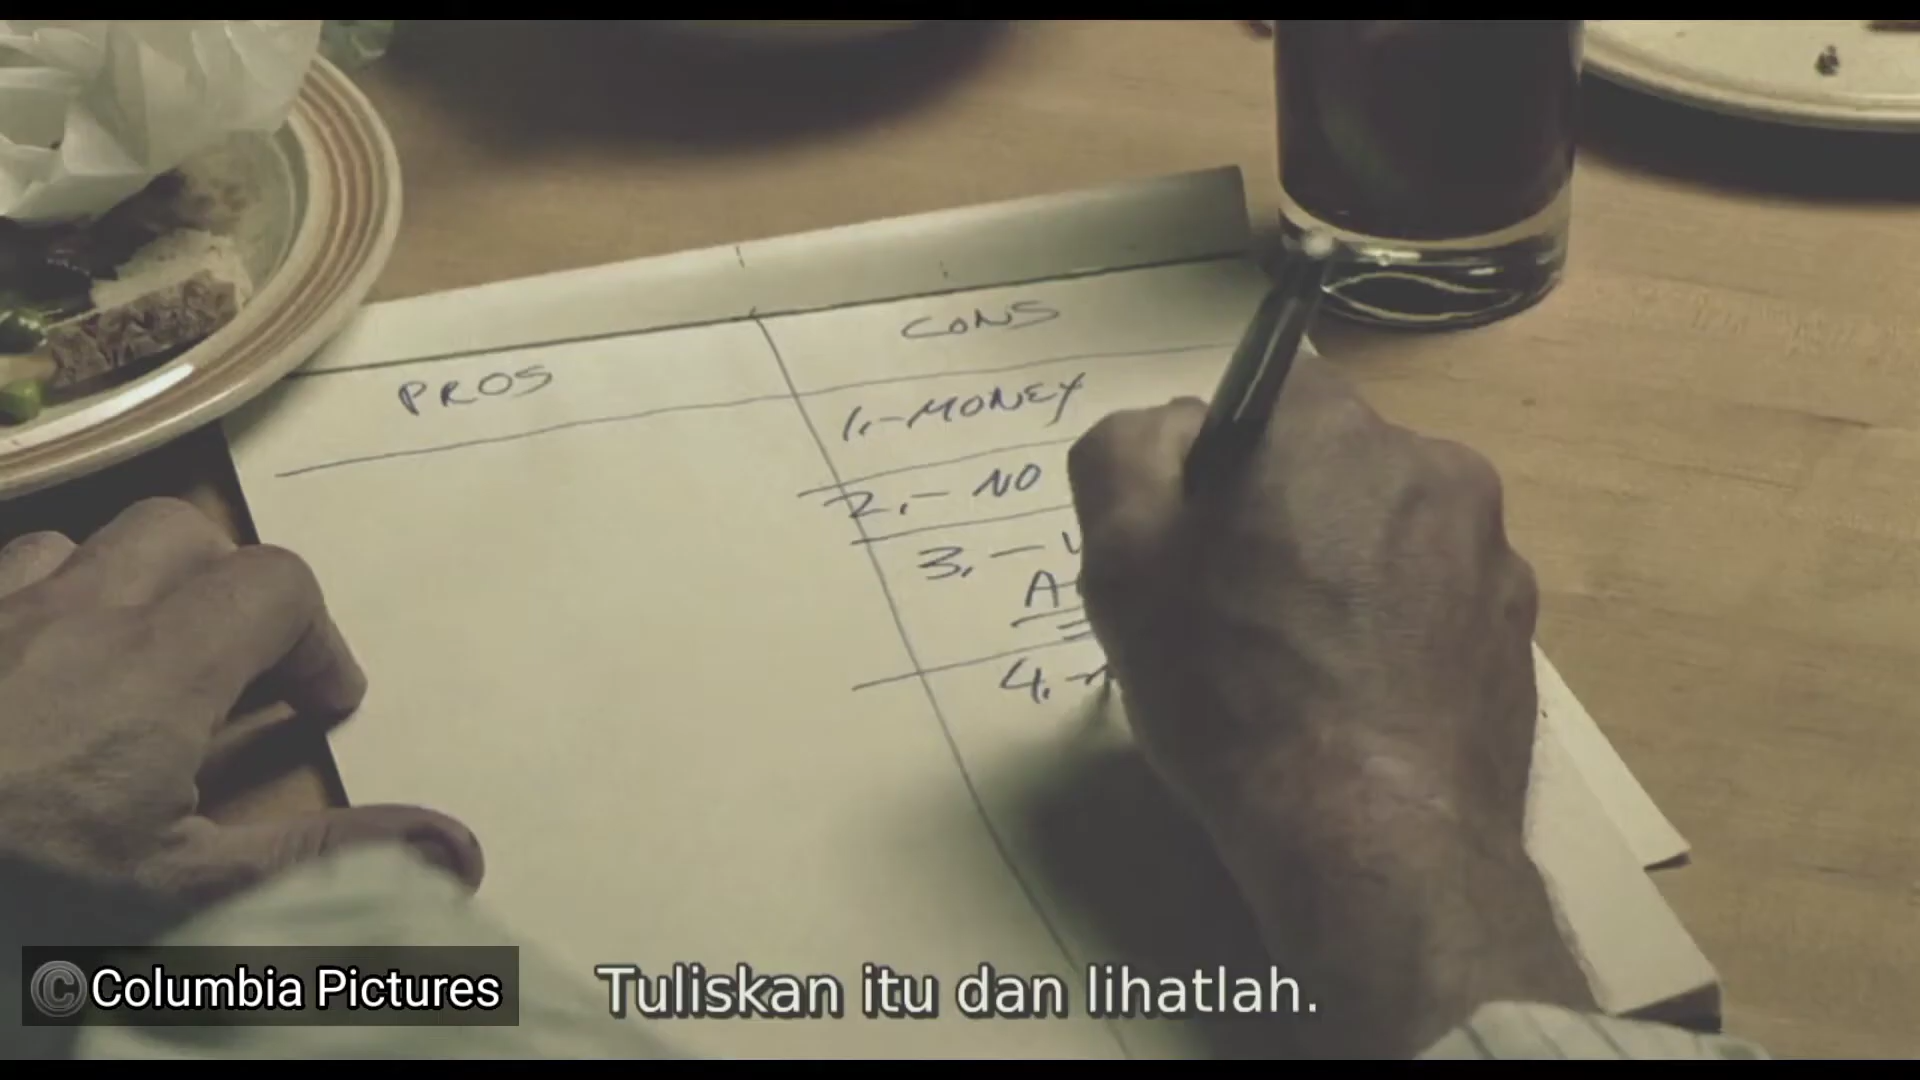 PROS
CONS
1,-MONEY
2,- NO
3,-
A
4,-
©Columbia Pictures
Tuliskan itu dan lihatlah.